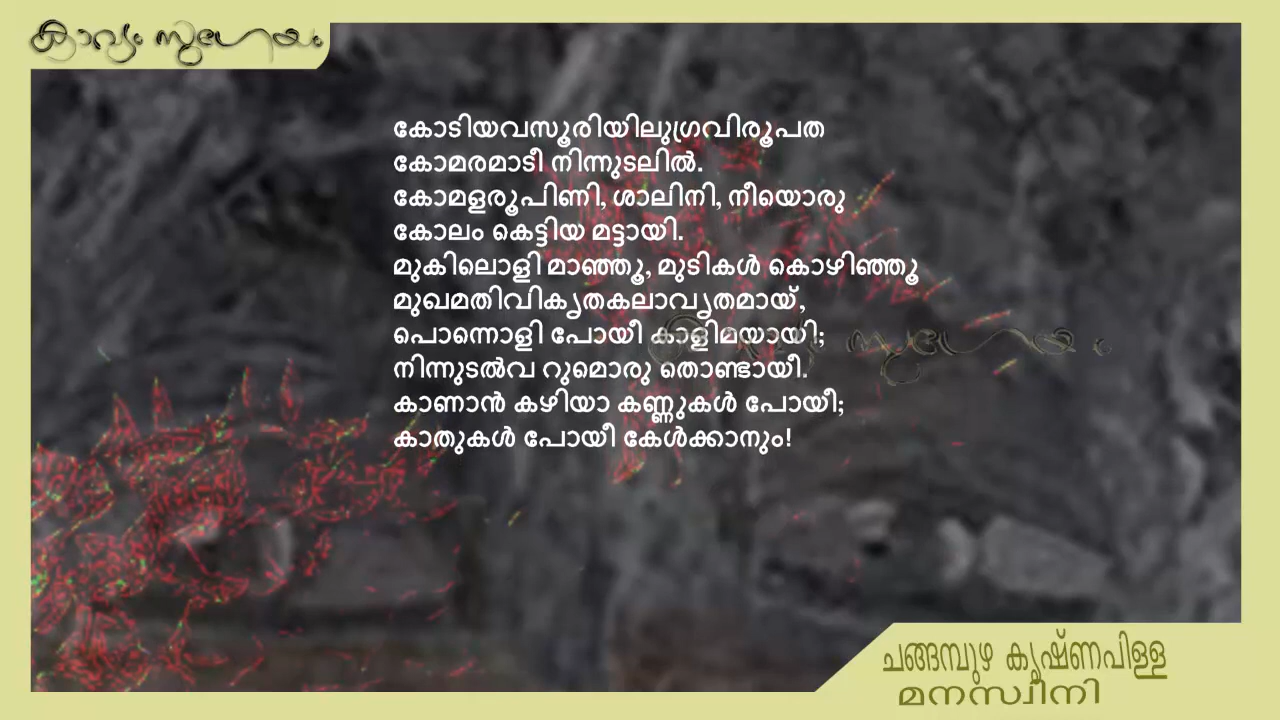 കാവ്യം സുഗേയം
കോടിയവസൂരിയിലുഗ്രവിരൂപത
കോമരമാടീ നിന്നുടലിൽ.
കോമളരൂപിണി, ശാലിനി, നീയൊരു
കോലം കെട്ടിയ മട്ടായി.
മുകിലൊളി മാഞ്ഞൂ, മുടികൾ കൊഴിഞ്ഞൂ
മുഖമതിവികൃതകലാവൃതമായ്,
പൊന്നൊളി പോയീ കാളിമയായി;
നിന്നുടൽവ റുമൊരു തൊണ്ടായീ.
കാണാൻ കഴിയാ കണ്ണുകൾ പോയീ;
കാതുകൾ പോയീ കേൾക്കാനും!
സുഗേയം
ചങ്ങമ്പുഴ കൃഷ്ണപിള്ള
മനസ്വിനി